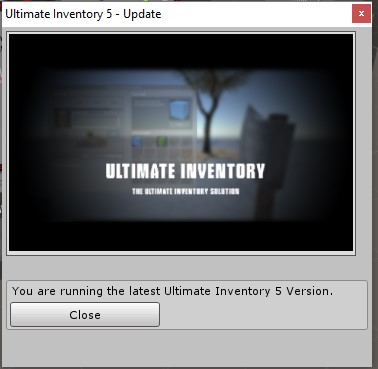 Ultimate Inventory 5 - Update
x
ULTIMATE INVENTORY
THE ULTIMATE INVENTORY SOLUTION
You are running the latest Ultimate Inventory 5 Version.
Close